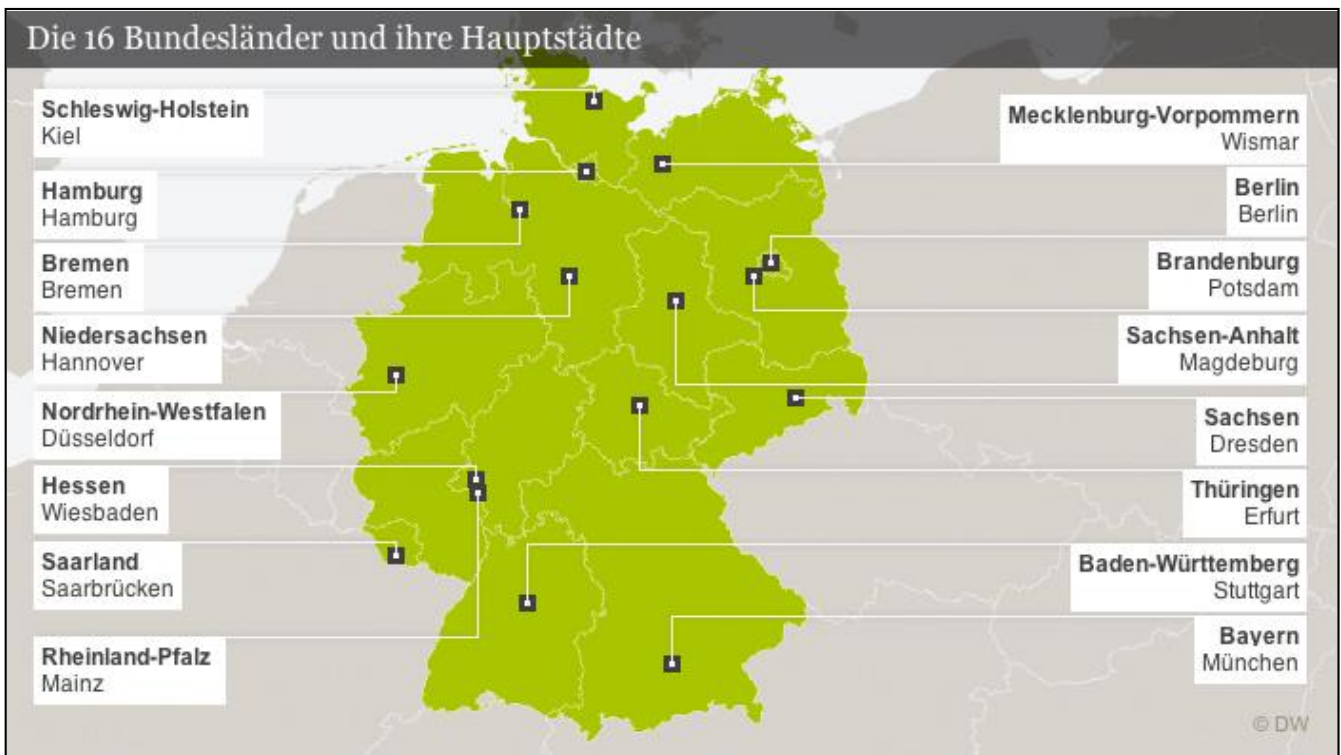 Die 16 Bundesländer und ihre Hauptstädte
Schleswig-Holstein
Kiel
Hamburg
Hamburg
Bremen
Bremen
Niedersachsen
Hannover
Nordrhein-Westfalen
Düsseldorf
Hessen
Wiesbaden
Saarland
Saarbrücken
Rheinland-Pfalz
Mainz
Mecklenburg-Vorpommern
Wismar
Berlin
Berlin
Brandenburg
Potsdam
Sachsen-Anhalt
Magdeburg
Sachsen
Dresden
Thüringen
Erfurt
Baden-Württemberg
Stuttgart
Bayern
München
© DW